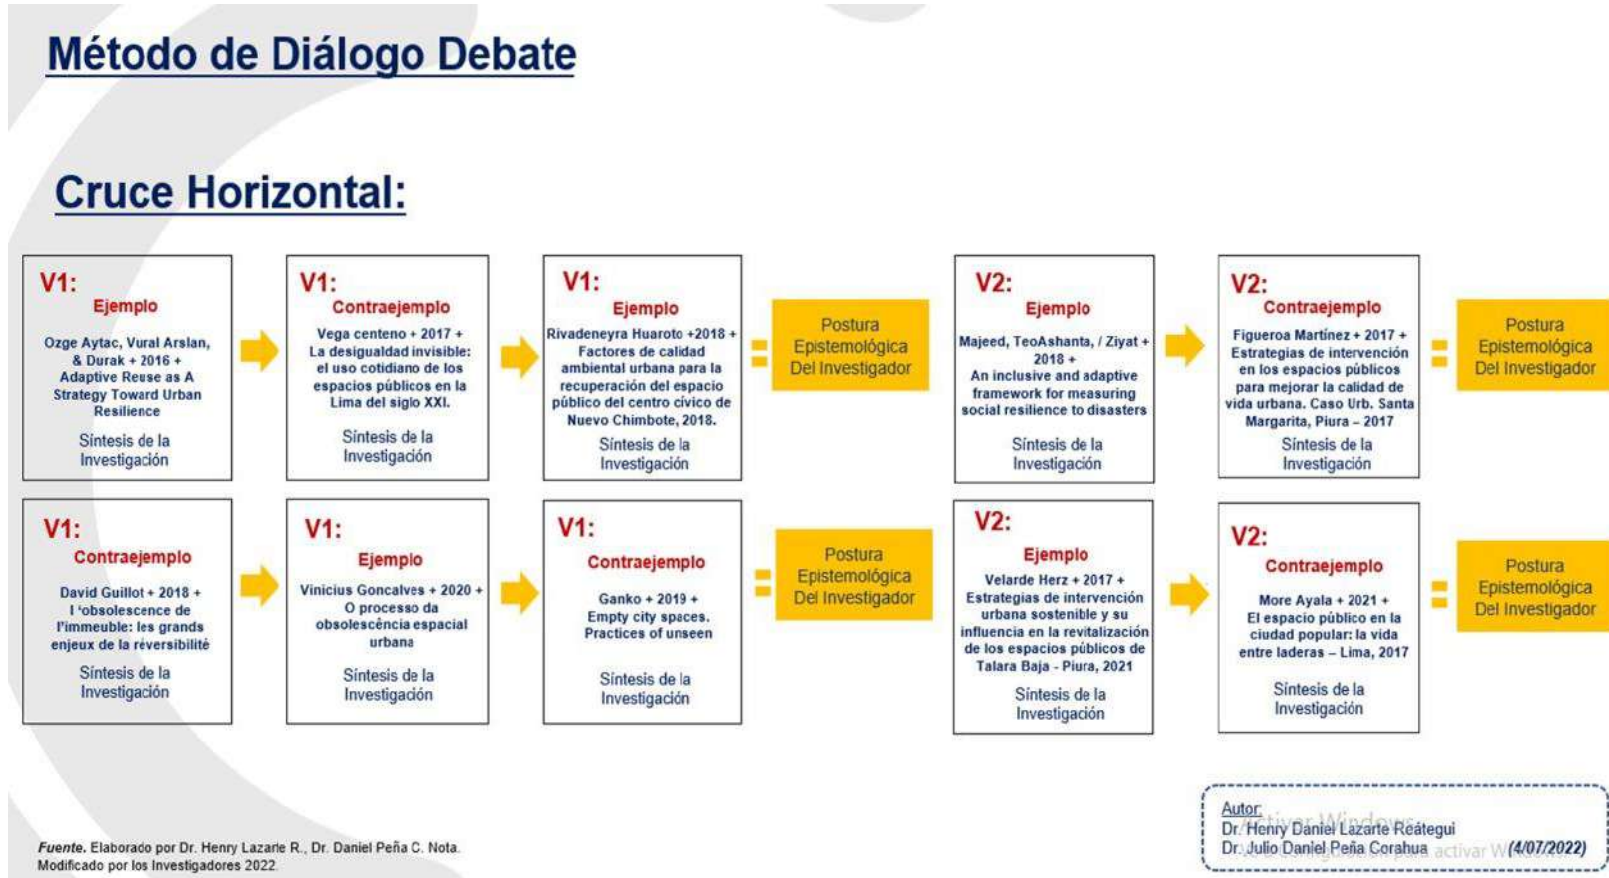 Método de Diálogo Debate
Cruce Horizontal:
V1:
Ejemplo
Ozge Aytac, Vural Arslan,
& Durak + 2016 +
Adaptive Reuse as A
Strategy Toward Urban
Resilience
Síntesis de la
Investigación
V1:
Contraejemplo
Vega centeno + 2017 +
La desigualdad invisible:
el uso cotidiano de los
espacios públicos en la
Lima del siglo XXI.
Síntesis de la
Investigación
V1:
Ejemplo
Rivadeneyra Huaroto +2018 +
Factores de calidad
ambiental urbana para la
recuperación del espacio
público del centro cívico de
Nuevo Chimbote, 2018.
Síntesis de la
Investigación
Postura
Epistemológica
Del Investigador
V2:
Ejemplo
Majeed, TeoAshanta, / Ziyat +
2018 +
An inclusive and adaptive
framework for measuring
social resilience to disasters
Síntesis de la
Investigación
V2:
Contraejemplo
Figueroa Martínez + 2017 +
Estrategias de intervención
en los espacios públicos
para mejorar la calidad de
vida urbana. Caso Urb. Santa
Margarita, Piura – 2017
Síntesis de la
Investigación
Postura
Epistemológica
Del Investigador
V1:
Contraejemplo
David Guillot + 2018 +
l 'obsolescence de
l'immeuble: les grands
enjeux de la réversibilité
Síntesis de la
Investigación
V1:
Ejemplo
Vinicius Goncalves + 2020 +
O processo da
obsolescência espacial
urbana
Síntesis de la
Investigación
V1:
Contraejemplo
Ganko + 2019 +
Empty city spaces.
Practices of unseen
Síntesis de la
Investigación
Postura
Epistemológica
Del Investigador
V2:
Ejemplo
Velarde Herz + 2017 +
Estrategias de intervención
urbana sostenible y su
influencia en la revitalización
de los espacios públicos de
Talara Baja - Piura, 2021
Síntesis de la
Investigación
V2:
Contraejemplo
More Ayala + 2021 +
El espacio público en la
ciudad popular: la vida
entre laderas – Lima, 2017
Síntesis de la
Investigación
Postura
Epistemológica
Del Investigador
Fuente. Elaborado por Dr. Henry Lazarte R., Dr. Daniel Peña C. Nota.
Modificado por los Investigadores 2022.
Autor:
Activar Windows
Dr. Henry Daniel Lazarte Reátegui
Dr. Julio Daniel Peña Corahua (4/07/2022)
para activar